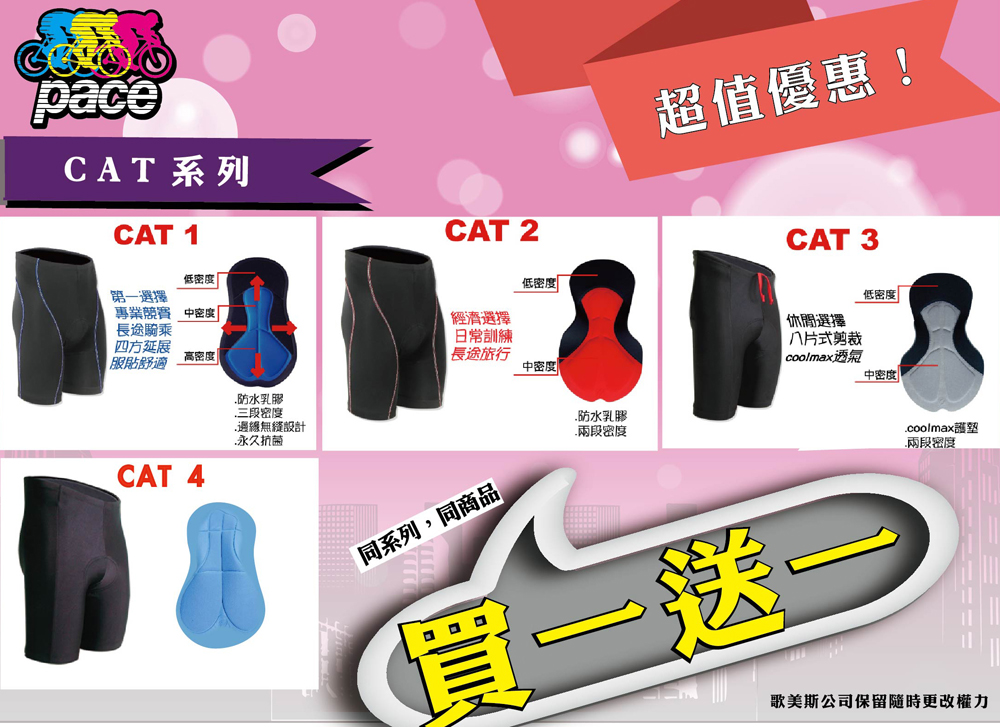 pace
超值優惠！
CAT系列
CAT 1
第一選擇
專業競賽
長途騎乘
四方延展
服貼舒適
低密度
中密度
高密度
.防水乳膠
.三段密度
.邊緣無縫設計
.永久抗菌
CAT 2
經濟選擇
日常訓練
長途旅行
低密度
中密度
.防水乳膠
.兩段密度
CAT 3
休閒選擇
八片式剪裁
coolmax透氣
低密度
中密度
.coolmax護墊
.兩段密度
CAT 4
同系列，同商品
買一送一
歌美斯公司保留隨時更改權力